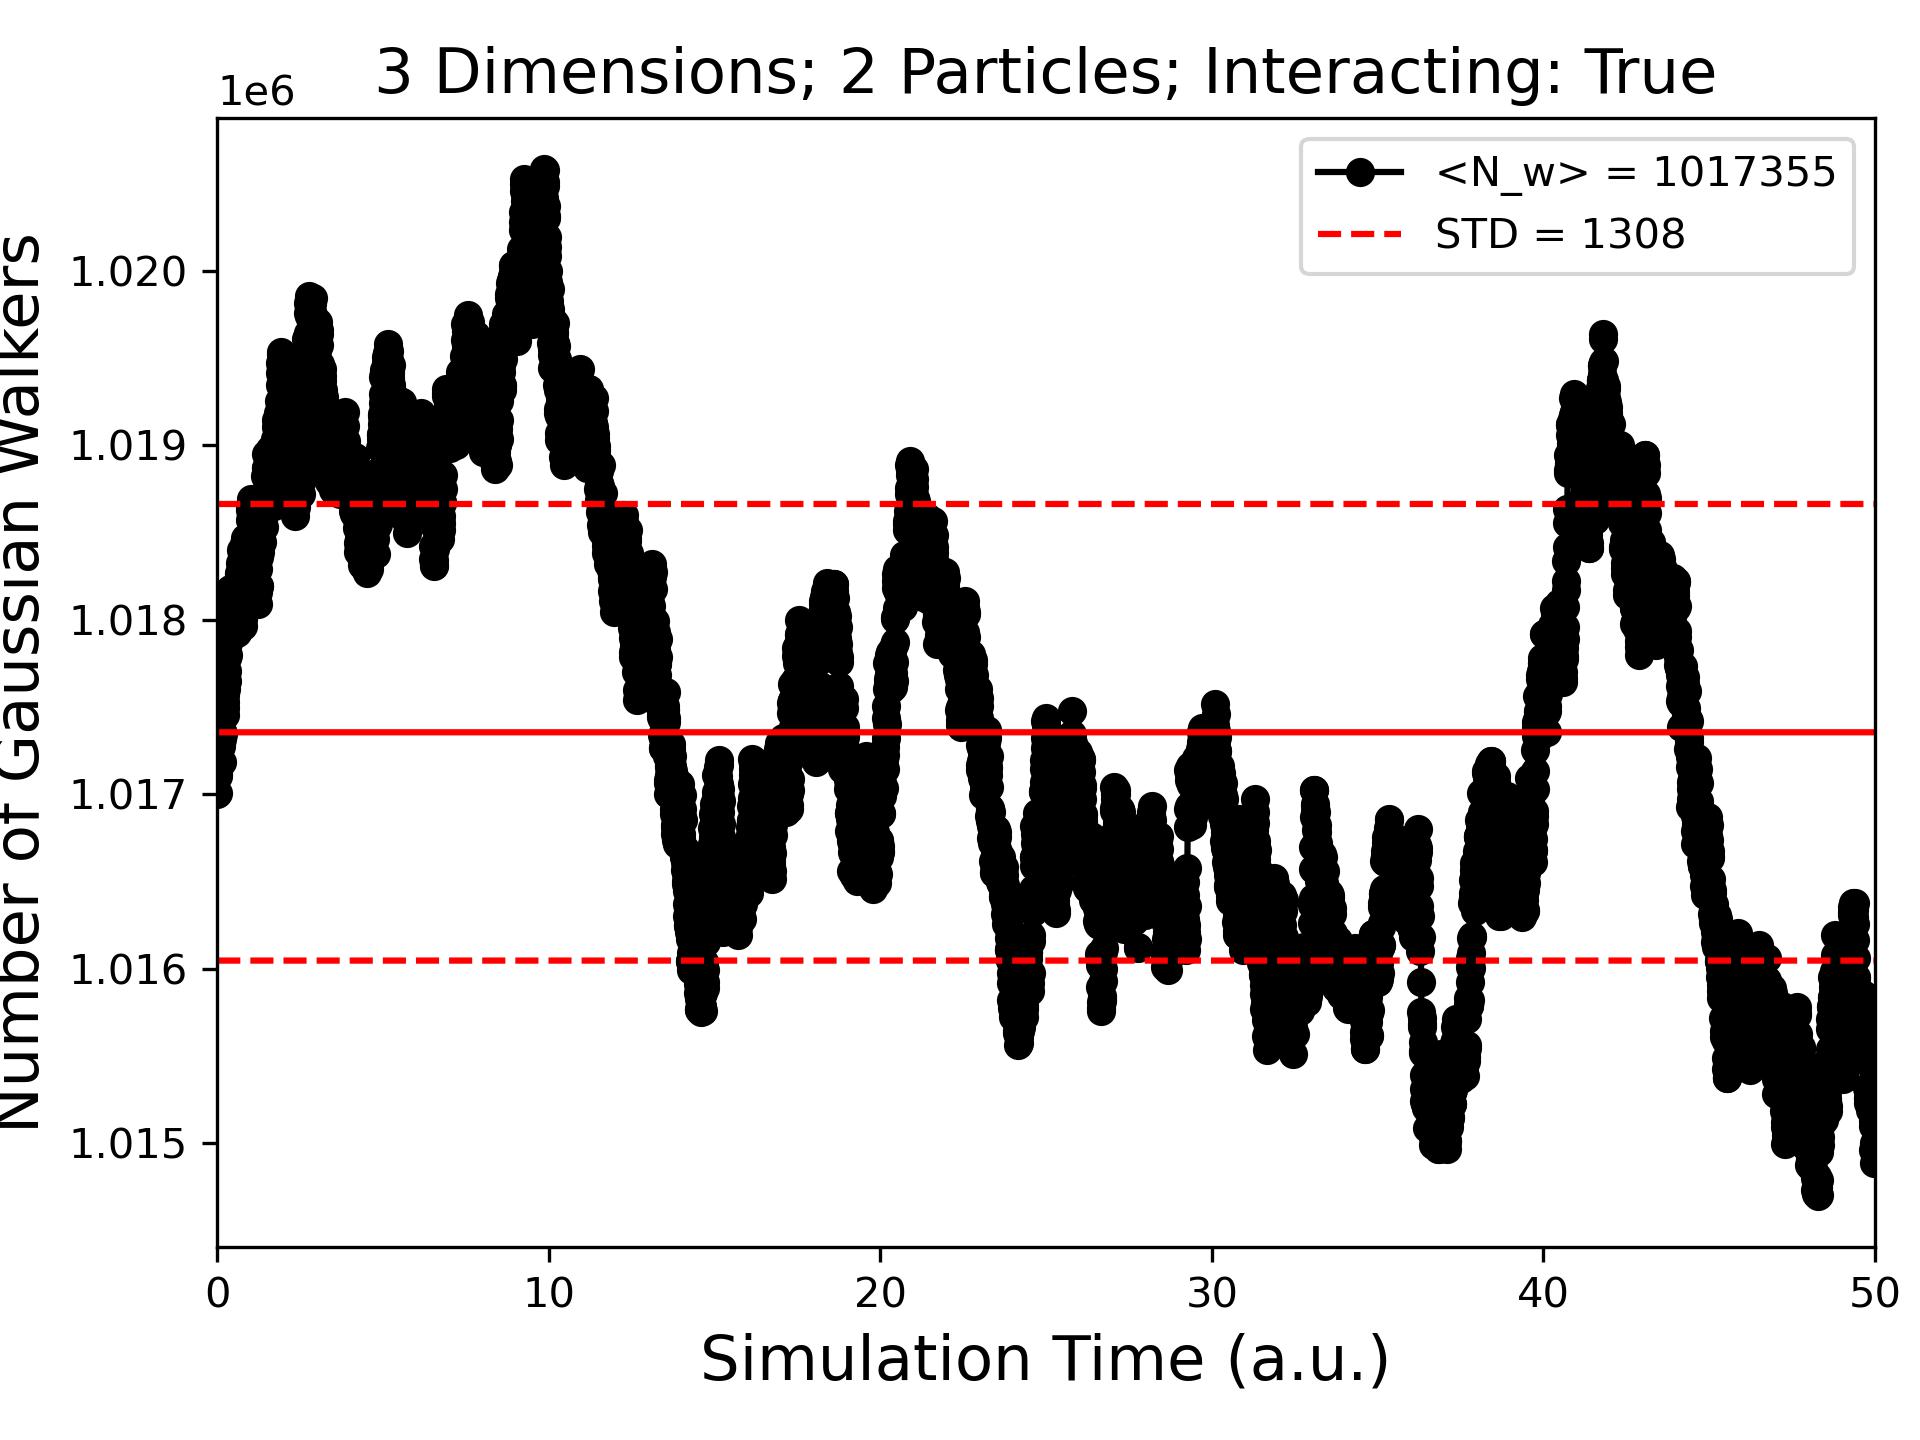 3 Dimensions; 2 Particles; Interacting: True
1e6
<N_w> = 1017355
STD = 1308
1.020
1.019
1.018
1.017
1.016
1.015
Number of Gaussian Walkers
0 10 20 30 40 50
Simulation Time (a.u.)